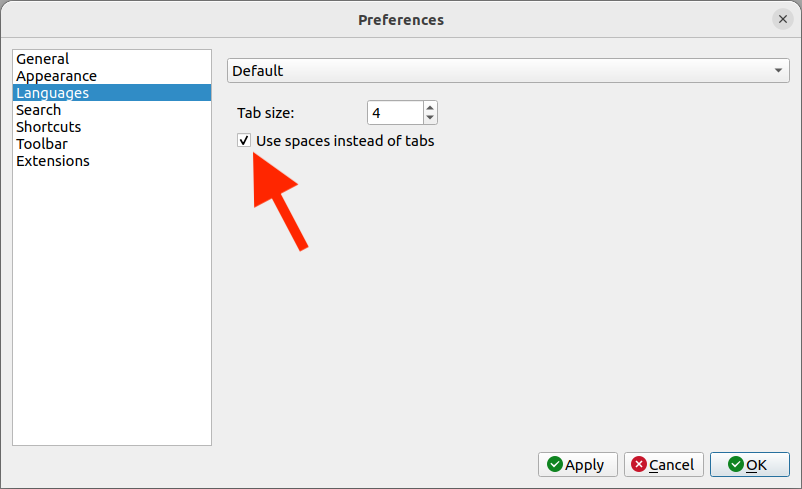 Preferences
General
Appearance
Languages
Search
Shortcuts
Toolbar
Extensions
Default
Tab size: 4
Use spaces instead of tabs
Apply Cancel OK